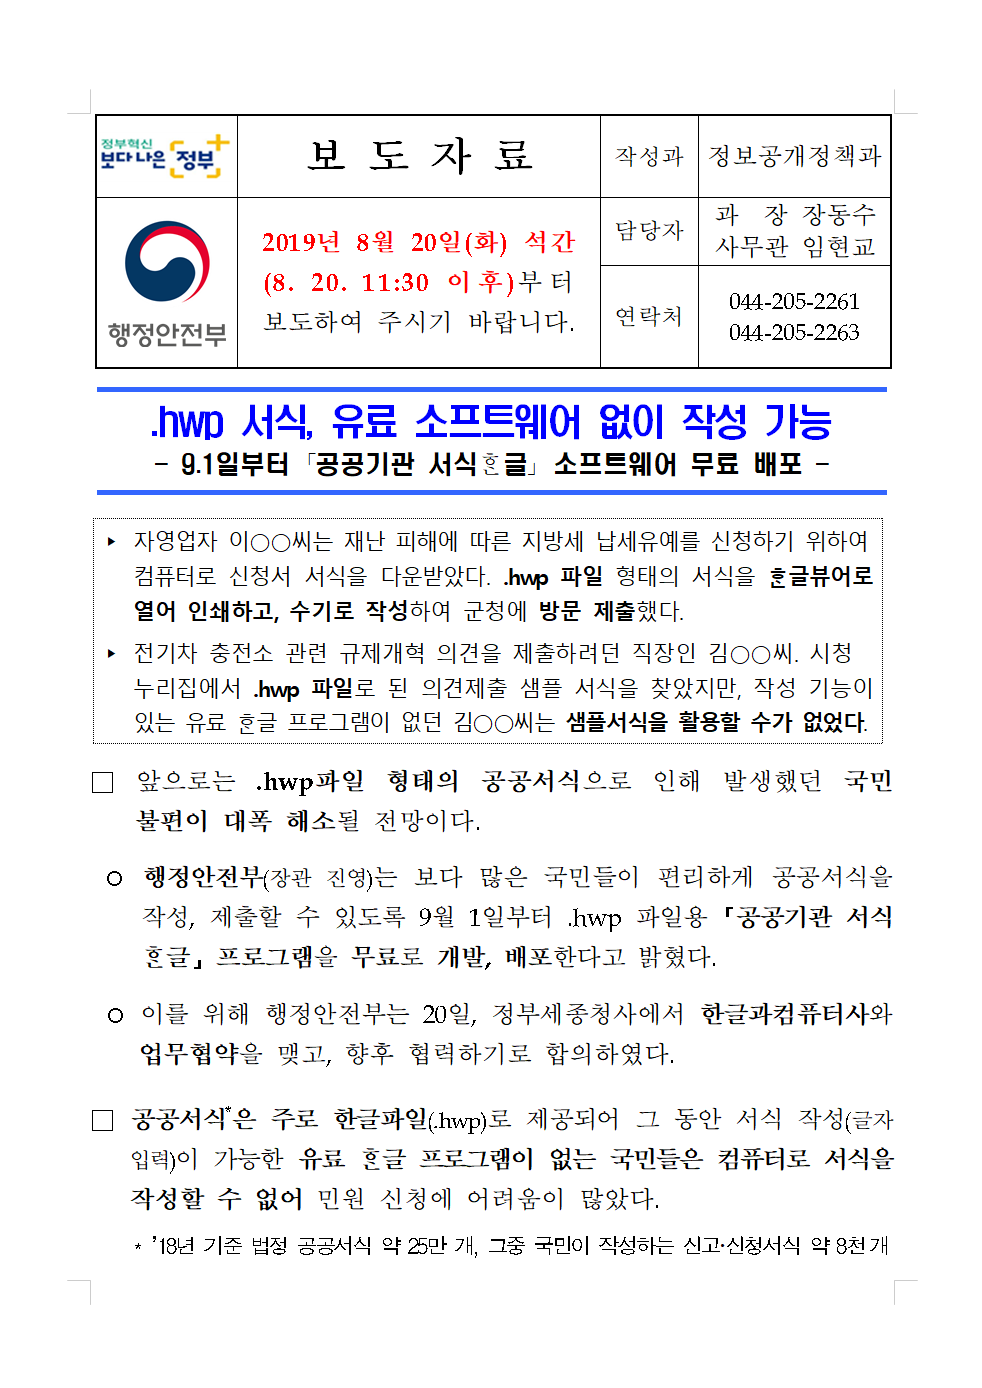 정부혁신
보다나은 정부
보 도 자 료
작성과
정보공개정책과
행정안전부
2019년 8월 20일(화) 석간
(8. 20. 11:30 이후)부터
보도하여 주시기 바랍니다.
담당자
과 장 장동수
사무관 임현교
연락처
044-205-2261
044-205-2263
.hwp 서식, 유료 소프트웨어 없이 작성 가능
- 9.1일부터 「공공기관 서식ᄒᆞᆫ글」 소프트웨어 무료 배포 -
▸ 자영업자 이○○씨는 재난 피해에 따른 지방세 납세유예를 신청하기 위하여
컴퓨터로 신청서 서식을 다운받았다. .hwp 파일 형태의 서식을 ᄒᆞᆫ글뷰어로
열어 인쇄하고, 수기로 작성하여 군청에 방문 제출했다.
▸ 전기차 충전소 관련 규제개혁 의견을 제출하려던 직장인 김○○씨. 시청
누리집에서 .hwp 파일로 된 의견제출 샘플 서식을 찾았지만, 작성 기능이
있는 유료 ᄒᆞᆫ글 프로그램이 없던 김○○씨는 샘플서식을 활용할 수가 없었다.
□ 앞으로는 .hwp파일 형태의 공공서식으로 인해 발생했던 국민
불편이 대폭 해소될 전망이다.
○ 행정안전부(장관 진영)는 보다 많은 국민들이 편리하게 공공서식을
작성, 제출할 수 있도록 9월 1일부터 .hwp 파일용 『공공기관 서식
ᄒᆞᆫ글』 프로그램을 무료로 개발, 배포한다고 밝혔다.
○ 이를 위해 행정안전부는 20일, 정부세종청사에서 한글과컴퓨터사와
업무협약을 맺고, 향후 협력하기로 합의하였다.
□ 공공서식*은 주로 한글파일(.hwp)로 제공되어 그 동안 서식 작성(글자
입력)이 가능한 유료 ᄒᆞᆫ글 프로그램이 없는 국민들은 컴퓨터로 서식을
작성할 수 없어 민원 신청에 어려움이 많았다.
* ’18년 기준 법정 공공서식 약 25만 개, 그중 국민이 작성하는 신고·신청서식 약 8천개